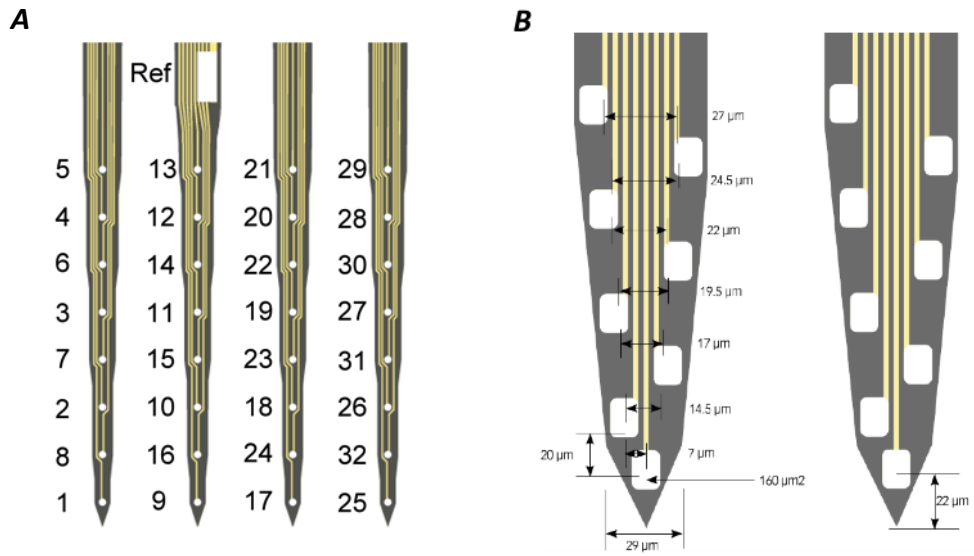 A
B
Ref
5 13 21 29
4 12 20 28
6 14 22 30
3 11 19 27
7 15 23 31
2 10 18 26
8 16 24 32
1 9 17 25
27 µm
24.5 µm
22 µm
19.5 µm
17 µm
14.5 µm
20 µm
7 µm
160 µm2
29 µm
22 µm